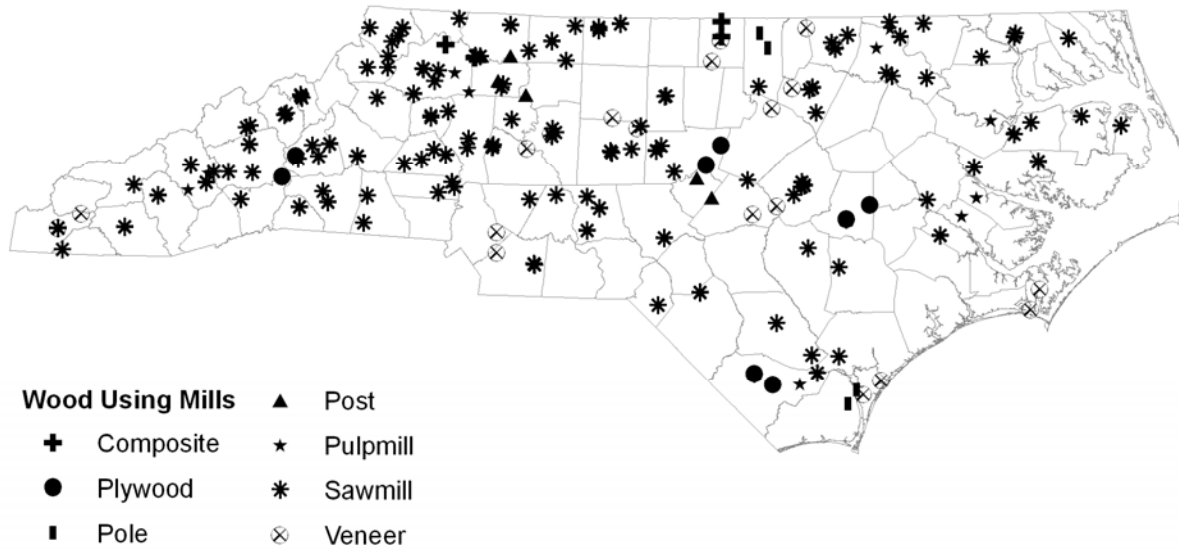 Wood Using Mills
Composite
Plywood
Pole
Post
Pulpmill
Sawmill
Veneer